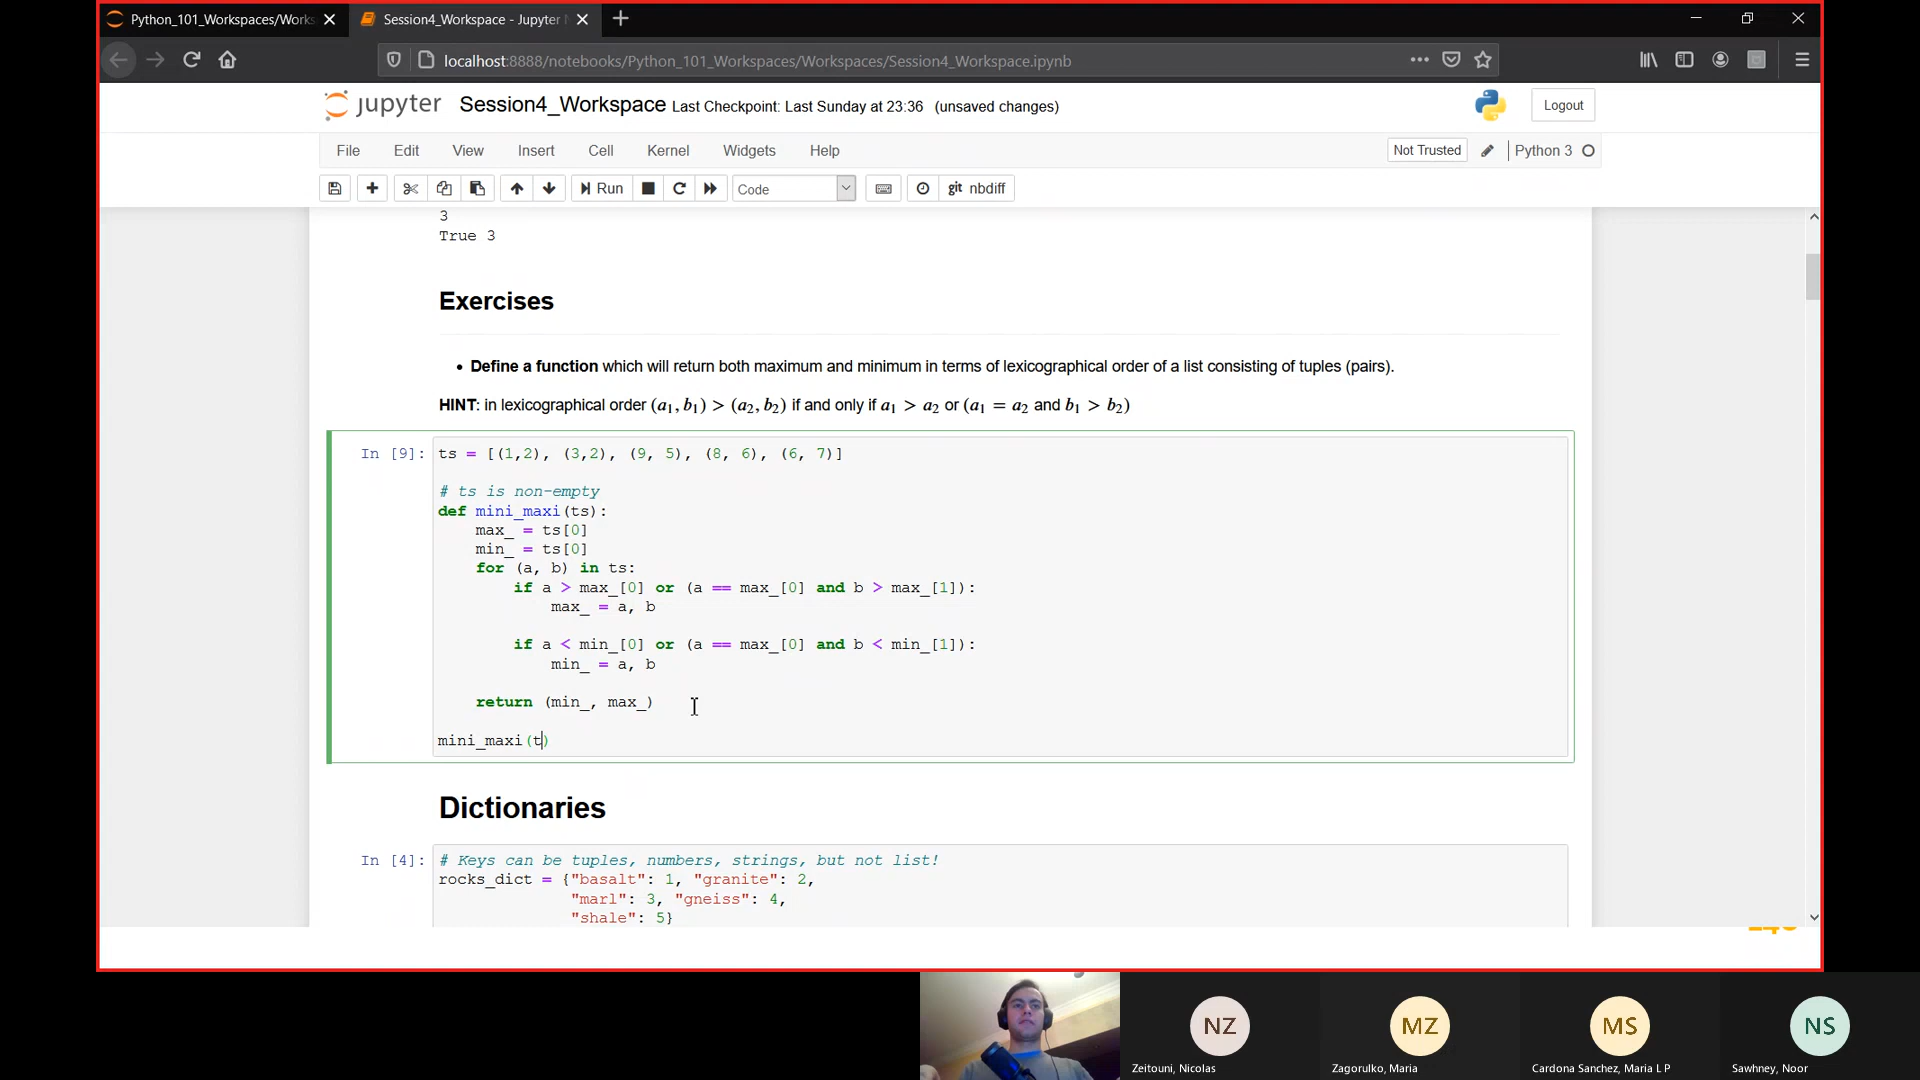 Python_101_Workspaces/Works
Session4_Workspace - Jupyter N
localhost:8888/notebooks/Python_101_Workspaces/Workspaces/Session4_Workspace.ipynb
jupyter Session4_Workspace Last Checkpoint: Last Sunday at 23:36 (unsaved changes)
Logout
File Edit View Insert Cell Kernel Widgets Help
Not Trusted Python 3
Run Code git nbdiff
3
True 3
Exercises
• Define a function which will return both maximum and minimum in terms of lexicographical order of a list consisting of tuples (pairs).
HINT: in lexicographical order (a₁, b₁) > (a₂, b₂) if and only if a₁ > a₂ or (a₁ = a₂ and b₁ > b₂)
In [9]: ts = [(1,2), (3,2), (9, 5), (8, 6), (6, 7)]
# ts is non-empty
def mini_maxi(ts):
max_ = ts[0]
min_ = ts[0]
for (a, b) in ts:
if a > max_[0] or (a == max_[0] and b > max_[1]):
max_ = a, b
if a < min_[0] or (a == max_[0] and b < min_[1]):
min_ = a, b
return (min_, max_)
mini_maxi(t)
Dictionaries
In [4]: # Keys can be tuples, numbers, strings, but not list!
rocks_dict = {"basalt": 1, "granite": 2,
"marl": 3, "gneiss": 4,
"shale": 5}
NZ MZ MS NS
Zeitouni, Nicolas Zagorulko, Maria Cardona Sanchez, Maria L P Sawhney, Noor